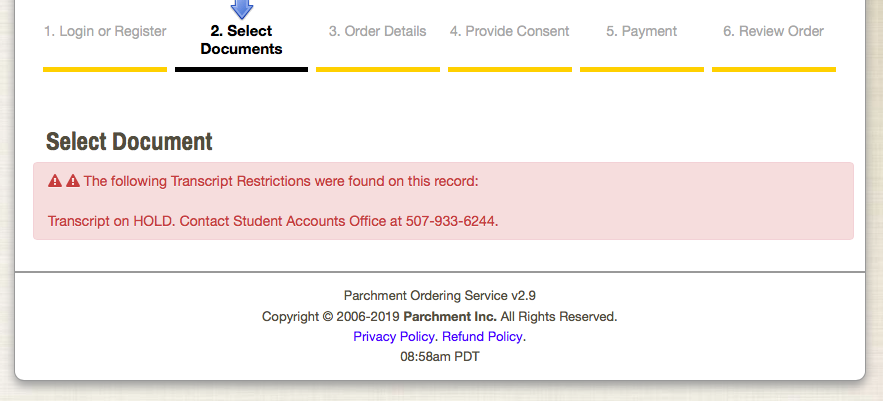 1. Login or Register
2. Select
Documents
3. Order Details
4. Provide Consent
5. Payment
6. Review Order
Select Document
The following Transcript Restrictions were found on this record:
Transcript on HOLD. Contact Student Accounts Office at 507-933-6244.
Parchment Ordering Service v2.9
Copyright © 2006-2019 Parchment Inc. All Rights Reserved.
Privacy Policy. Refund Policy.
08:58am PDT